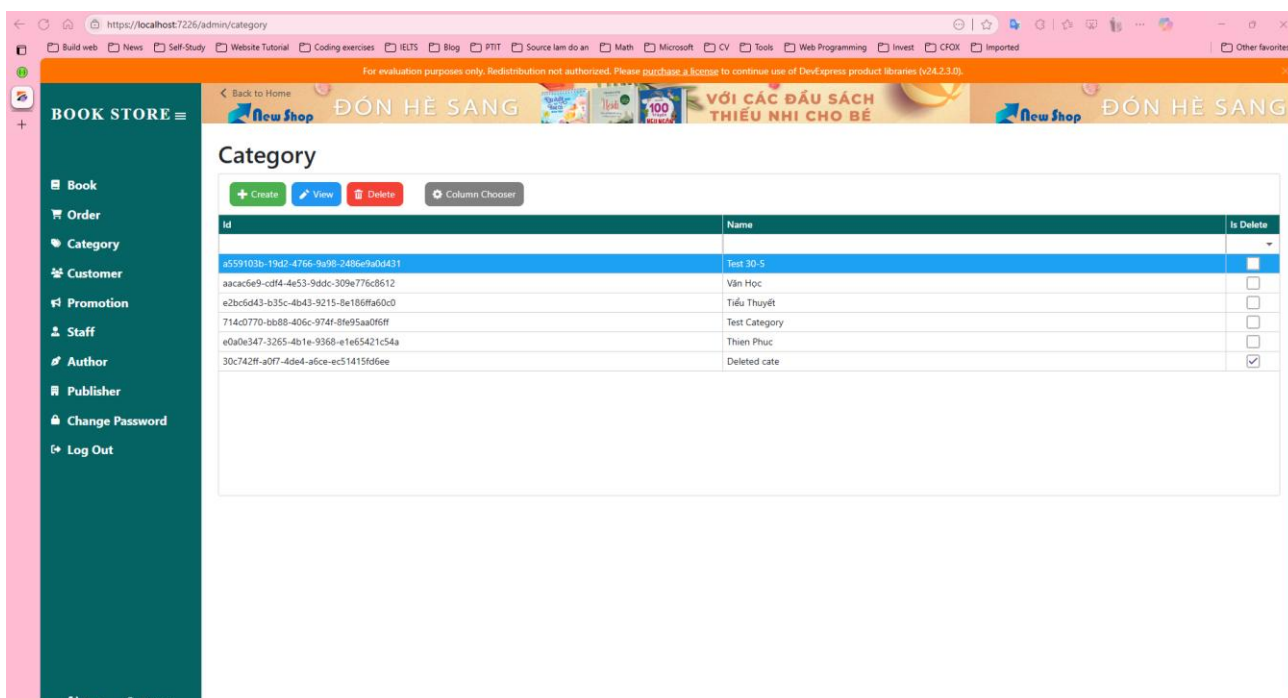 https://localhost:7226/admin/category
Build web News Self-Study Website Tutorial Coding exercises IELTS Blog PTIT Source lam do an Math Microsoft CV Tools Web Programming Invest CFOX Imported Other favorites
For evaluation purposes only. Redistribution not authorized. Please purchase a license to continue use of DevExpress product libraries (v24.2.3.0).
BOOK STORE
Back to Home
New Shop ĐÓN HÈ SANG 100 VỚI CÁC ĐẦU SÁCH New Shop ĐÓN HÈ SANG
THIẾU NHI CHO BÉ
Category
Book
Order
Category
Customer
Promotion
Staff
Author
Publisher
Change Password
Log Out
Create View Delete Column Chooser
Id Name Is Delete
a559103b-19d2-4766-9a98-2486e9a0d431 Test 30-5
aacac6e9-cdf4-4e53-9ddc-309e776c8612 Văn Học
e2bc6d43-b35c-4b43-9215-8e186ffa60c0 Tiểu Thuyết
714c0770-bb88-406c-974f-8fe95aa0f6ff Test Category
e0a0e347-3265-4b1e-9368-e1e65421c54a Thien Phuc
30c742ff-a0f7-4de4-a6ce-ec51415fd6ee Deleted cate